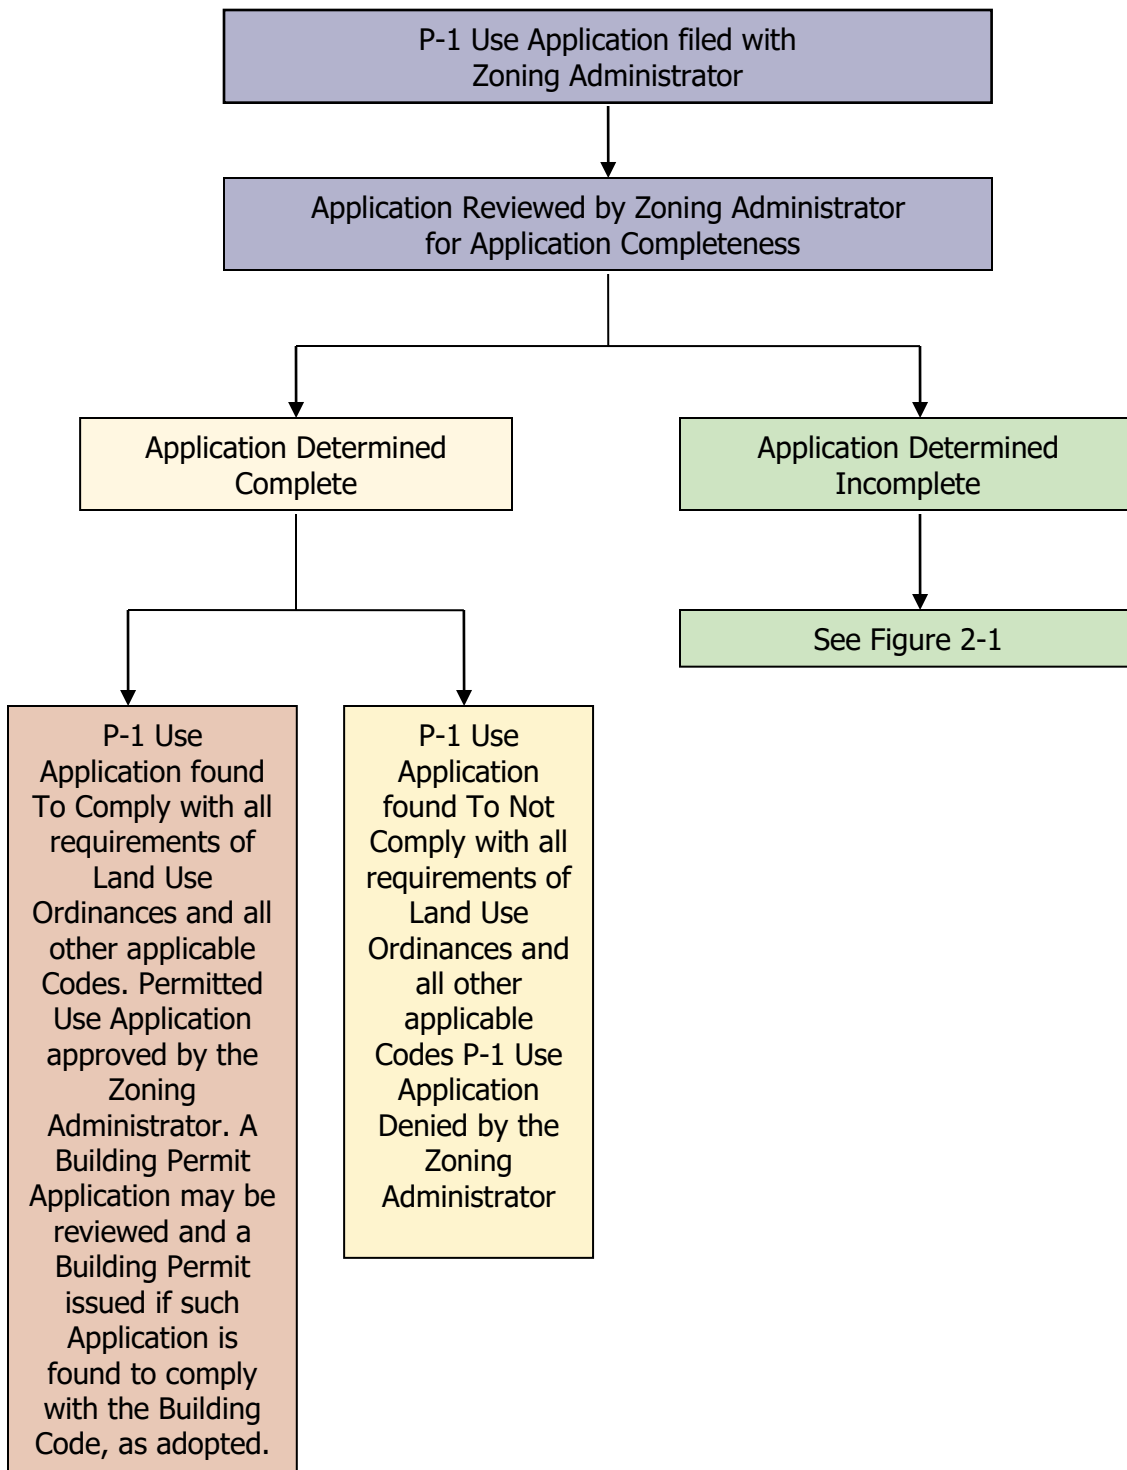 P-1 Use Application filed with
Zoning Administrator
Application Reviewed by Zoning Administrator
for Application Completeness
Application Determined
Complete
Application Determined
Incomplete
See Figure 2-1
P-1 Use
Application found
To Comply with all
requirements of
Land Use
Ordinances and all
other applicable
Codes. Permitted
Use Application
approved by the
Zoning
Administrator. A
Building Permit
Application may be
reviewed and a
Building Permit
issued if such
Application is
found to comply
with the Building
Code, as adopted.
P-1 Use
Application
found To Not
Comply with all
requirements of
Land Use
Ordinances and
all other
applicable
Codes P-1 Use
Application
Denied by the
Zoning
Administrator